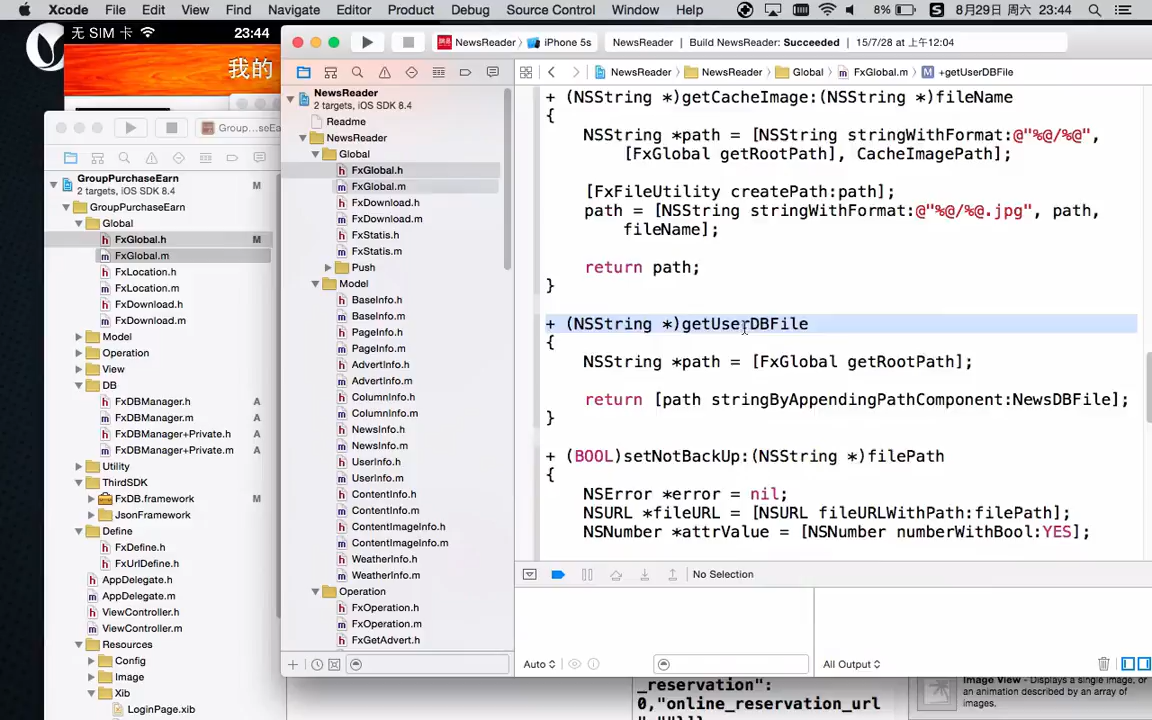 Xcode File Edit View Find Navigate Editor Product Debug Source Control Window Help 8% 8月29日 周六 23:44
无 SIM 卡 23:44
我的
NewsReader iPhone 5s
NewsReader | Build NewsReader: Succeeded | 15/7/28 at 上午12:04
NewsReader NewsReader Global FxGlobal.m +getUserDBFile
Group...seEa
GroupPurchaseEarn M
2 targets, iOS SDK 8.4
GroupPurchaseEarn
Global
FxGlobal.h M
FxGlobal.m
FxLocation.h
FxLocation.m
FxDownload.h
FxDownload.m
Model
Operation
View
DB
FxDBManager.h A
FxDBManager.m A
FxDBManager+Private.h A
FxDBManager+Private.m A
Utility
ThirdSDK
FxDB.framework M
JsonFramework
Define
FxDefine.h
FxUrlDefine.h
AppDelegate.h
AppDelegate.m
ViewController.h
ViewController.m
Resources
Config
Image
Xib
LoginPage.xib
NewsReader
2 targets, iOS SDK 8.4
Readme
NewsReader
Global
FxGlobal.h
FxGlobal.m
FxDownload.h
FxDownload.m
FxStatis.h
FxStatis.m
Push
Model
BaseInfo.h
BaseInfo.m
PageInfo.h
PageInfo.m
AdvertInfo.h
AdvertInfo.m
ColumnInfo.h
ColumnInfo.m
NewsInfo.h
NewsInfo.m
UserInfo.h
UserInfo.m
ContentInfo.h
ContentInfo.m
ContentImageInfo.h
ContentImageInfo.m
WeatherInfo.h
WeatherInfo.m
Operation
FxOperation.h
FxOperation.m
FxGetAdvert.h
+ (NSString *)getCacheImage:(NSString *)fileName
{
NSString *path = [NSString stringWithFormat:@"%@/%@",
[FxGlobal getRootPath], CacheImagePath];
[FxFileUtility createPath:path];
path = [NSString stringWithFormat:@"%@/%@.jpg", path,
fileName];
return path;
}
+ (NSString *)getUserDBFile
{
NSString *path = [FxGlobal getRootPath];
return [path stringByAppendingPathComponent:NewsDBFile];
}
+ (BOOL)setNotBackUp:(NSString *)filePath
{
NSError *error = nil;
NSURL *fileURL = [NSURL fileURLWithPath:filePath];
NSNumber *attrValue = [NSNumber numberWithBool:YES];
No Selection
Auto
All Output
_reservation":
0,"online_reservation_url
Image View - Displays a single image, or
an animation described by an array of
images.